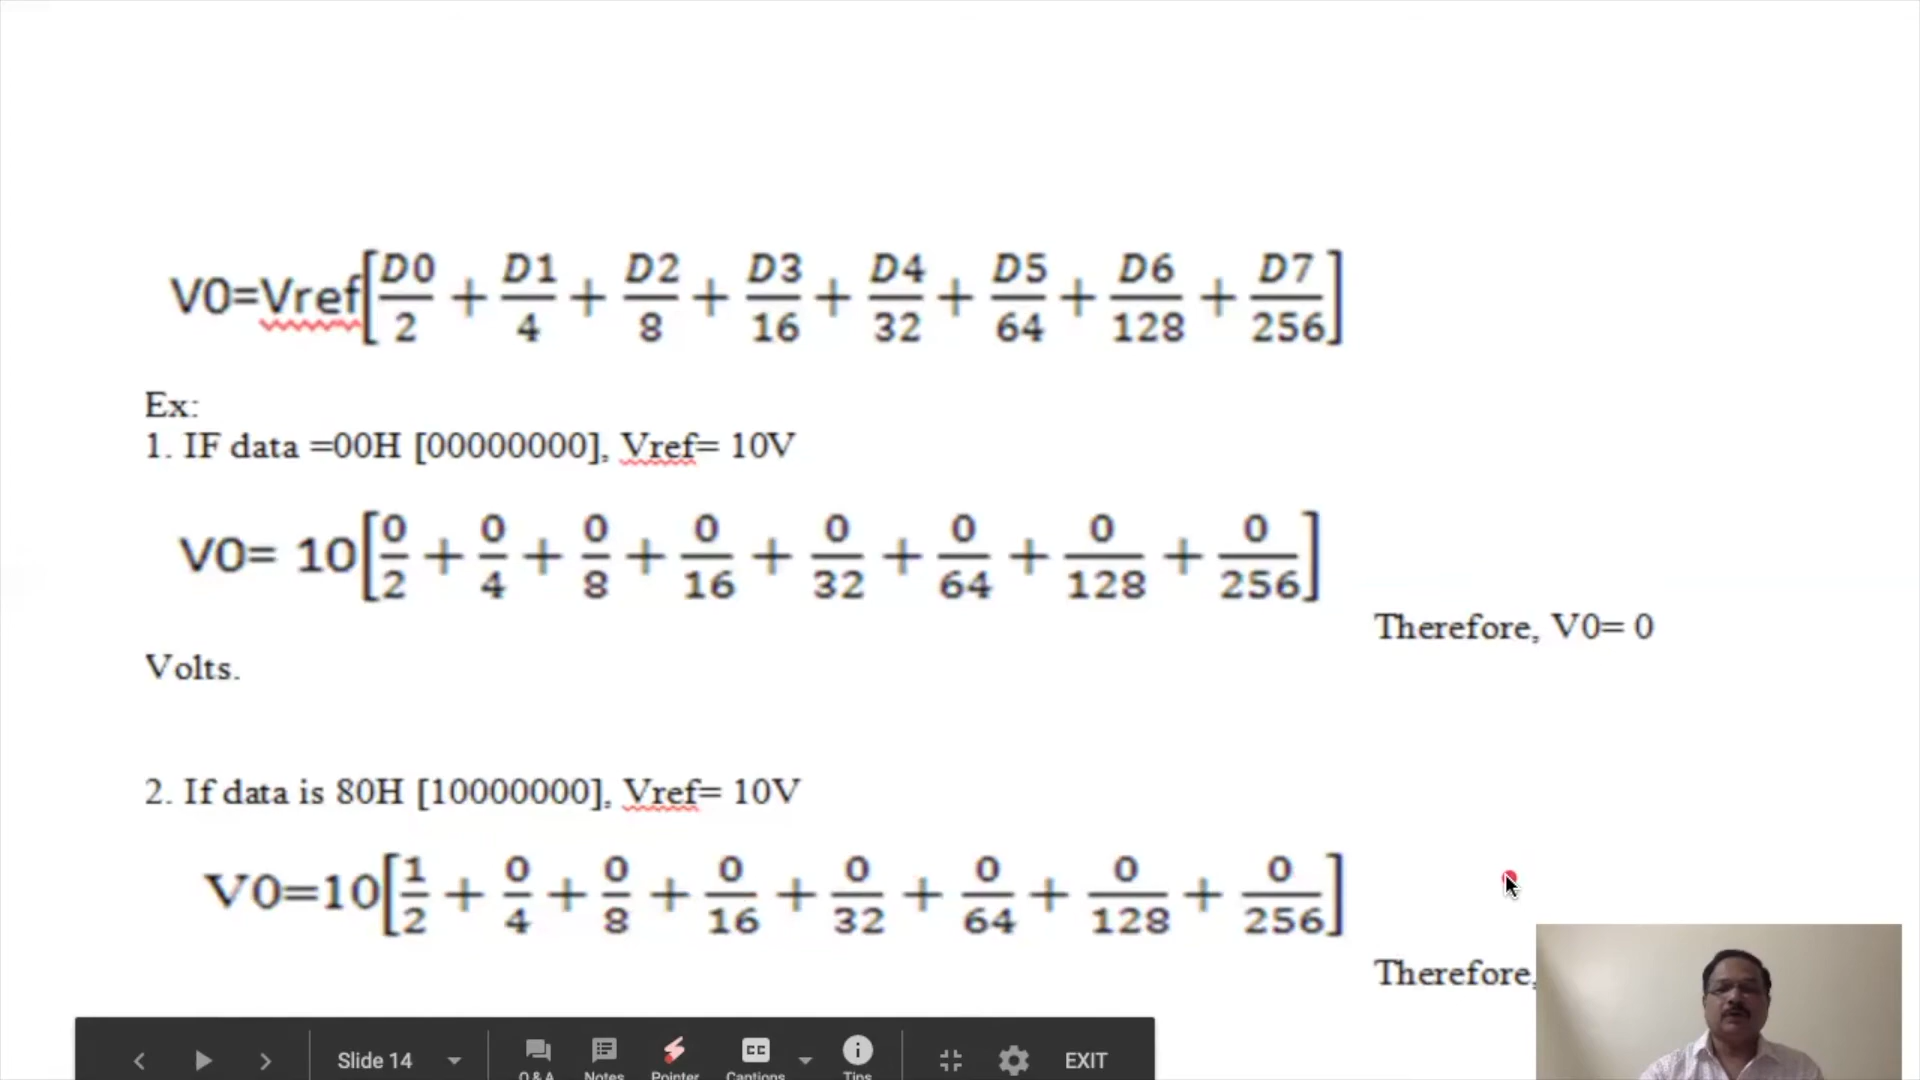 V0=Vref[D0/2 + D1/4 + D2/8 + D3/16 + D4/32 + D5/64 + D6/128 + D7/256]
Ex:
1. IF data =00H [00000000], Vref= 10V
V0= 10[0/2 + 0/4 + 0/8 + 0/16 + 0/32 + 0/64 + 0/128 + 0/256]
Therefore, V0= 0
Volts.
2. If data is 80H [10000000], Vref= 10V
V0=10[1/2 + 0/4 + 0/8 + 0/16 + 0/32 + 0/64 + 0/128 + 0/256]
Therefore,
Slide 14 Q & A Notes Pointer CC Captions Tips EXIT